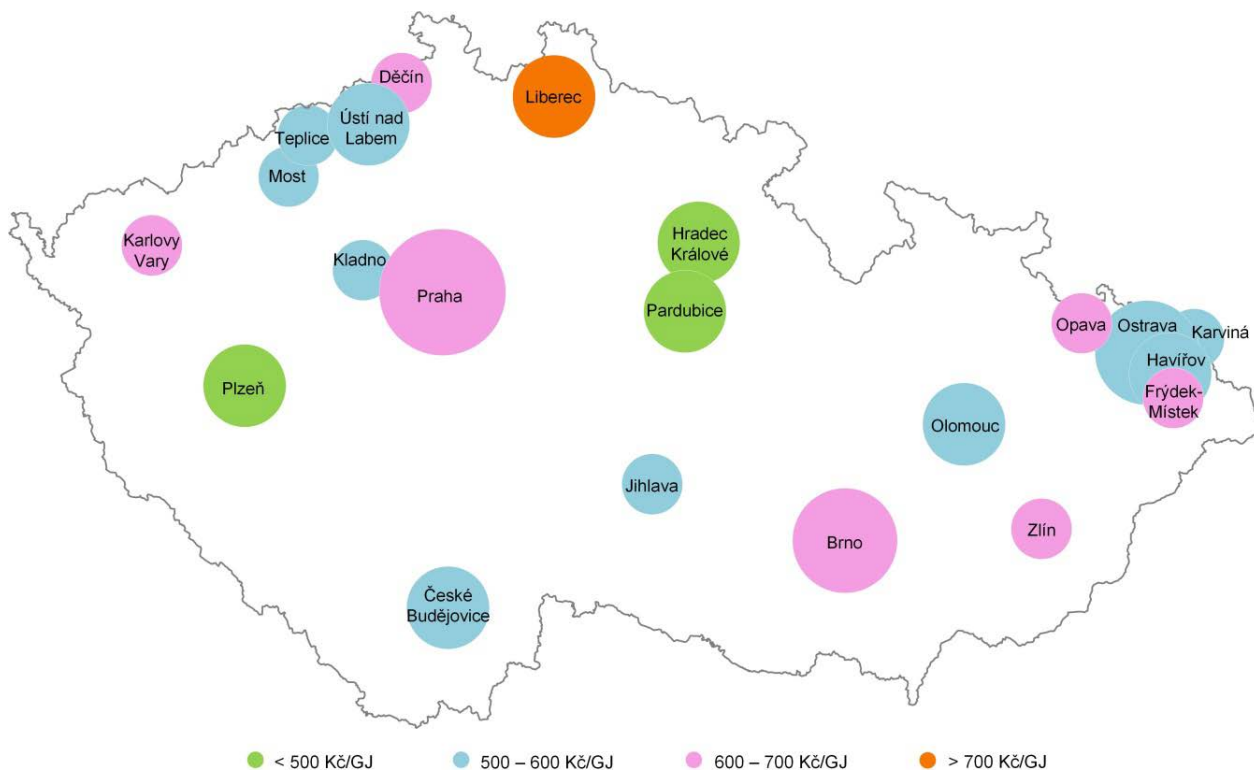 Děčín
Liberec
Ústí nad
Labem
Teplice
Most
Karlovy
Vary
Kladno
Praha
Hradec
Králové
Pardubice
Plzeň
Opava
Ostrava
Karviná
Havířov
Frýdek-
Místek
Olomouc
Jihlava
Brno
Zlín
České
Budějovice
< 500 Kč/GJ
500 – 600 Kč/GJ
600 – 700 Kč/GJ
> 700 Kč/GJ